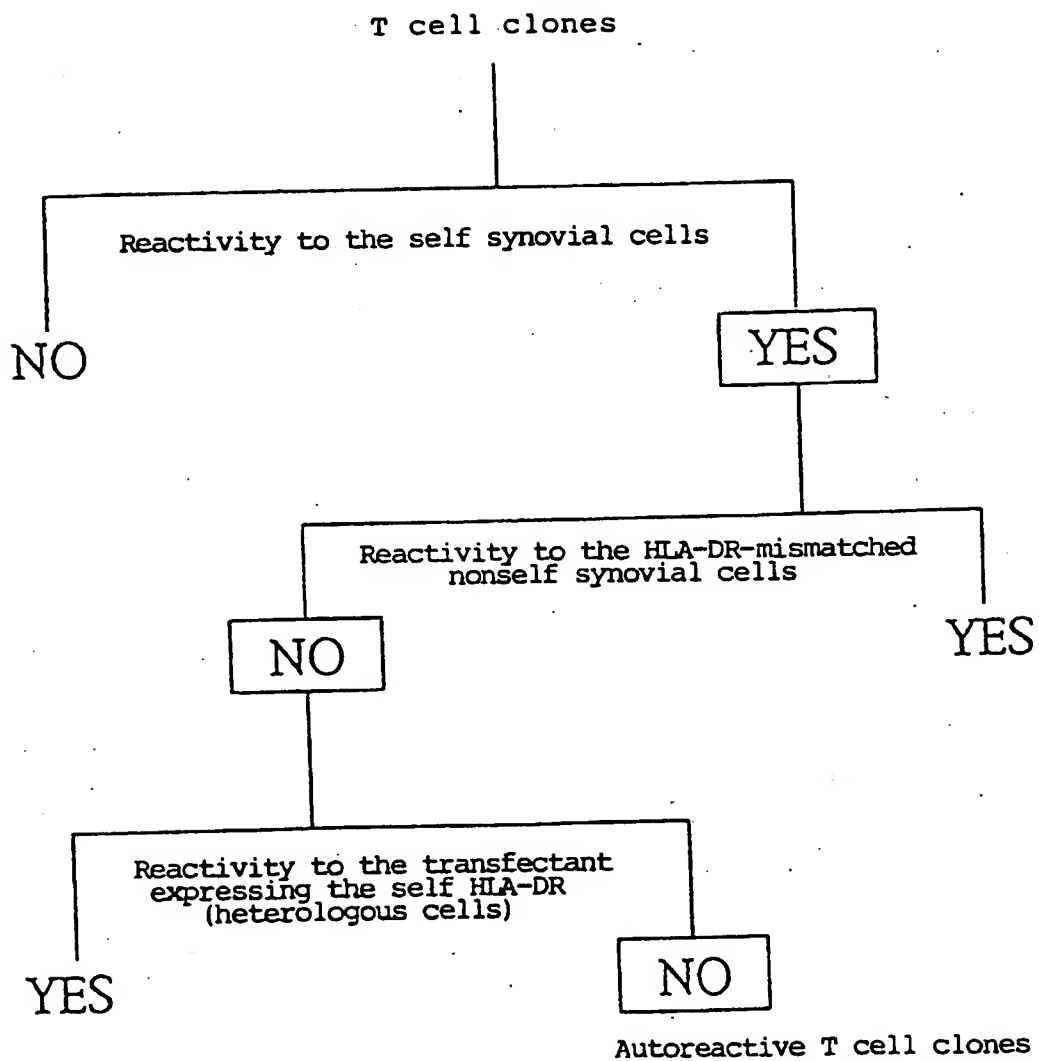 T cell clones
Reactivity to the self synovial cells
NO
YES
Reactivity to the HLA-DR-mismatched
nonself synovial cells
NO
YES
Reactivity to the transfectant
expressing the self HLA-DR
(heterologous cells)
YES
NO
Autoreactive T cell clones